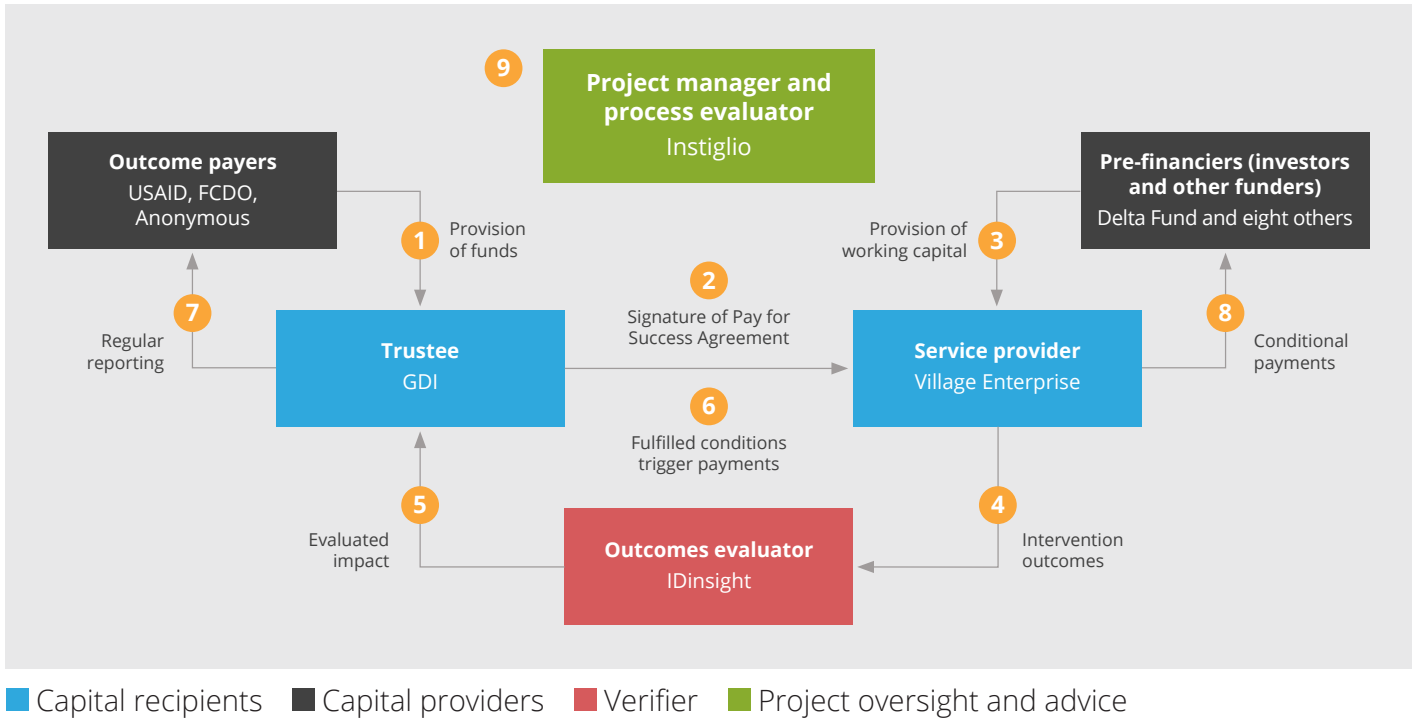 9
Project manager and
process evaluator
Instiglio
Outcome payers
USAID, FCDO,
Anonymous
Pre-financiers (investors
and other funders)
Delta Fund and eight others
1
Provision
of funds
2
Signature of Pay for
Success Agreement
Provision of
working capital
3
7
Regular
reporting
Trustee
GDI
Service provider
Village Enterprise
8
Conditional
payments
6
Fulfilled conditions
trigger payments
5
Evaluated
impact
Outcomes evaluator
IDinsight
4
Intervention
outcomes
Capital recipients
Capital providers
Verifier
Project oversight and advice